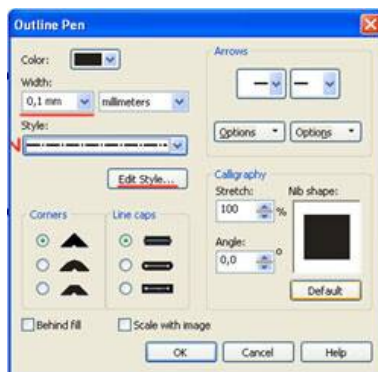 Outline Pen
Color:
Width:
0,1 mm
millimeters
Style:
Edit Style...
Corners
Line caps
Behind fill
Scale with image
Arrows
Options
Options
Calligraphy
Stretch:
100 %
Nib shape:
Angle:
0,0 °
Default
OK
Cancel
Help